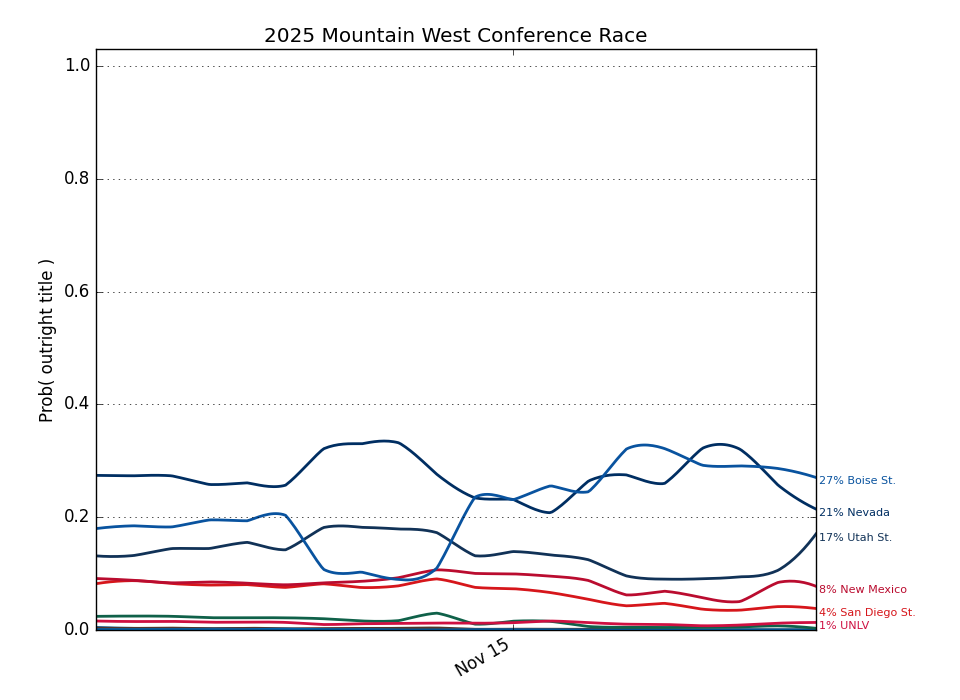 2025 Mountain West Conference Race
Prob( outright title )
1.0
0.8
0.6
0.4
0.2
0.0
Nov 15
27% Boise St.
21% Nevada
17% Utah St.
8% New Mexico
4% San Diego St.
1% UNLV